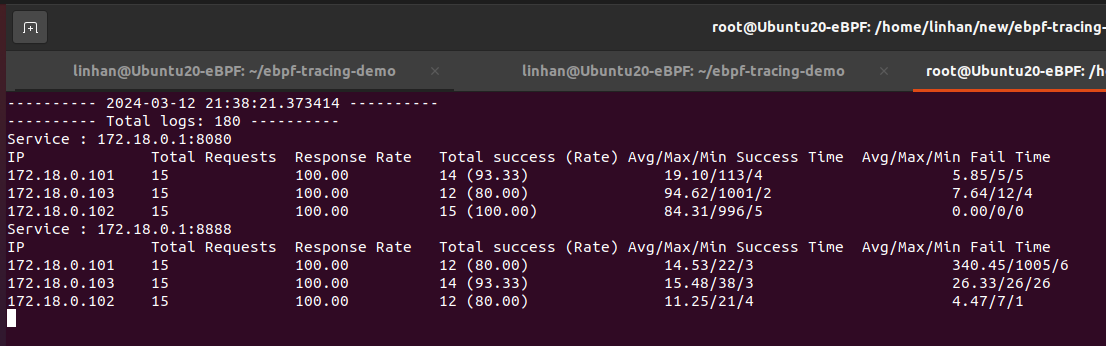 root@Ubuntu20-eBPF: /home/linhan/new/ebpf-tracing-
linhan@Ubuntu20-eBPF: ~/ebpf-tracing-demo × linhan@Ubuntu20-eBPF: ~/ebpf-tracing-demo × root@Ubuntu20-eBPF: /h
---------- 2024-03-12 21:38:21.373414 ----------
---------- Total logs: 180 ----------
Service : 172.18.0.1:8080
IP Total Requests Response Rate Total success (Rate) Avg/Max/Min Success Time Avg/Max/Min Fail Time
172.18.0.101 15 100.00 14 (93.33) 19.10/113/4 5.85/5/5
172.18.0.103 15 100.00 12 (80.00) 94.62/1001/2 7.64/12/4
172.18.0.102 15 100.00 15 (100.00) 84.31/996/5 0.00/0/0
Service : 172.18.0.1:8888
IP Total Requests Response Rate Total success (Rate) Avg/Max/Min Success Time Avg/Max/Min Fail Time
172.18.0.101 15 100.00 12 (80.00) 14.53/22/3 340.45/1005/6
172.18.0.103 15 100.00 14 (93.33) 15.48/38/3 26.33/26/26
172.18.0.102 15 100.00 12 (80.00) 11.25/21/4 4.47/7/1